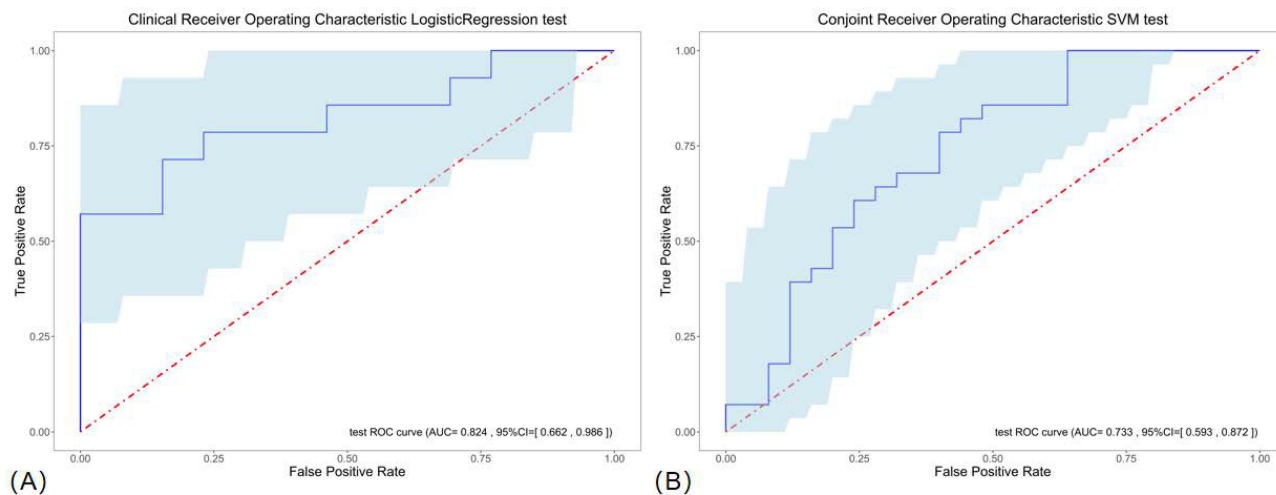 Clinical Receiver Operating Characteristic LogisticRegression test
1.00
0.75
0.50
0.25
0.00
True Positive Rate
test ROC curve (AUC= 0.824 , 95%CI=[ 0.662 , 0.986 ])
0.00 0.25 0.50 0.75 1.00
False Positive Rate
(A)
Conjoint Receiver Operating Characteristic SVM test
1.00
0.75
0.50
0.25
0.00
True Positive Rate
test ROC curve (AUC= 0.733 , 95%CI=[ 0.593 , 0.872 ])
0.00 0.25 0.50 0.75 1.00
False Positive Rate
(B)